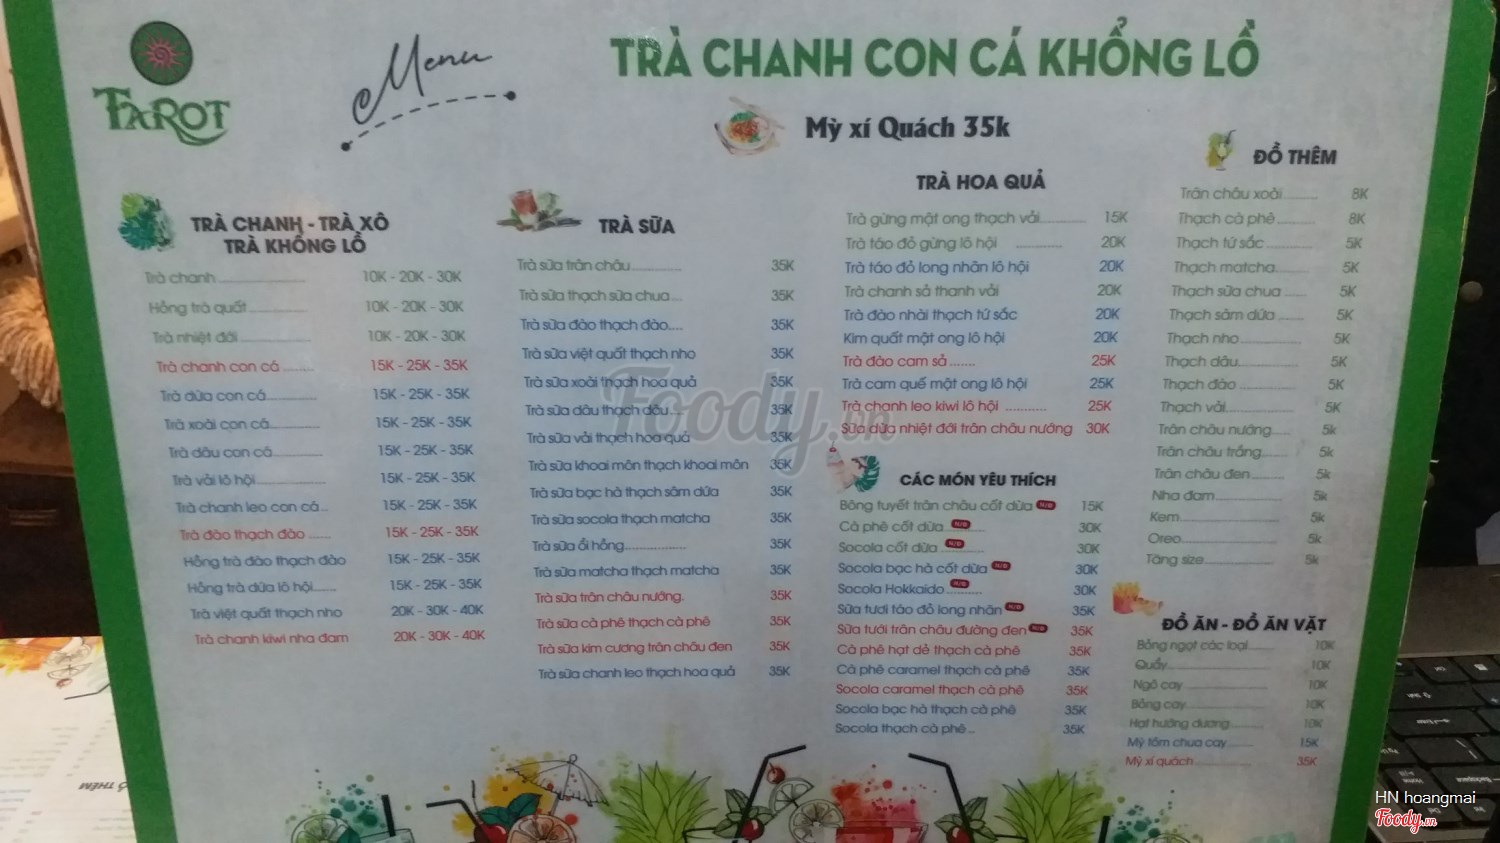 TAROT
Menu
TRÀ CHANH CON CÁ KHỔNG LỒ
Mỳ xí Quách 35k
TRÀ CHANH - TRÀ XÔ
TRÀ KHỔNG LỒ
Trà chanh 10K - 20K - 30K
Hồng trà quất 10K - 20K - 30K
Trà nhiệt đới 10K - 20K - 30K
Trà chanh con cá 15K - 25K - 35K
Trà dừa con cá 15K - 25K - 35K
Trà xoài con cá 15K - 25K - 35K
Trà dâu con cá 15K - 25K - 35K
Trà vải lô hội 15K - 25K - 35K
Trà chanh leo con cá 15K - 25K - 35K
Trà đào thạch đào 15K - 25K - 35K
Hồng trà đào thạch đào 15K - 25K - 35K
Hồng trà dứa lô hội 15K - 25K - 35K
Trà việt quất thạch nho 20K - 30K - 40K
Trà chanh kiwi nha đam 20K - 30K - 40K
TRÀ SỮA
Trà sữa trân châu 35K
Trà sữa thạch sữa chua 35K
Trà sữa đào thạch đào 35K
Trà sữa việt quất thạch nho 35K
Trà sữa xoài thạch hoa quả 35K
Trà sữa dâu thạch dâu 35K
Trà sữa vải thạch hoa quả 35K
Trà sữa khoai môn thạch khoai môn 35K
Trà sữa bạc hà thạch sâm dứa 35K
Trà sữa socola thạch matcha 35K
Trà sữa ổi hồng 35K
Trà sữa matcha thạch matcha 35K
Trà sữa trân châu nướng. 35K
Trà sữa cà phê thạch cà phê 35K
Trà sữa kim cương trân châu đen 35K
Trà sữa chanh leo thạch hoa quả 35K
TRÀ HOA QUẢ
Trà gừng mật ong thạch vải 15K
Trà táo đỏ gừng lô hội 20K
Trà táo đỏ long nhãn lô hội 20K
Trà chanh sả thanh vải 20K
Trà đào nhài thạch tứ sắc 20K
Kim quất mật ong lô hội 20K
Trà đào cam sả 25K
Trà cam quế mật ong lô hội 25K
Trà chanh leo kiwi lô hội 25K
Sữa dừa nhiệt đới trân châu nướng 30K
CÁC MÓN YÊU THÍCH
Bông tuyết trân châu cốt dừa N/Đ 15K
Cà phê cốt dừa N/Đ 30K
Socola cốt dừa N/Đ 30K
Socola bạc hà cốt dừa N/Đ 30K
Socola Hokkaido N/Đ 30K
Sữa tươi táo đỏ long nhãn N/Đ 35K
Sữa tưới trân châu đường đen N/Đ 35K
Cà phê hạt dẻ thạch cà phê 35K
Cà phê caramel thạch cà phê 35K
Socola caramel thạch cà phê 35K
Socola bạc hà thạch cà phê 35K
Socola thạch cà phê 35K
ĐỒ THÊM
Trân châu xoài 8K
Thạch cà phê 8K
Thạch tứ sắc 5K
Thạch matcha 5K
Thạch sữa chua 5K
Thạch sâm dứa 5K
Thạch nho 5K
Thạch dâu 5K
Thạch đào 5K
Thạch vải 5K
Trân châu nướng 5k
Trân châu trắng 5k
Trân châu đen 5k
Nha đam 5k
Kem 5k
Oreo 5k
Tăng size 5k
ĐỒ ĂN - ĐỒ ĂN VẶT
Bỏng ngọt các loại 10K
Quẩy 10K
Ngô cay 10K
Bỏng cay 10K
Hạt hướng dương 10K
Mỳ tôm chua cay 15K
Mỳ xí quách 35K
Foody.vn
ĐỒ THÊM
HN hoangmai
Foody.vn